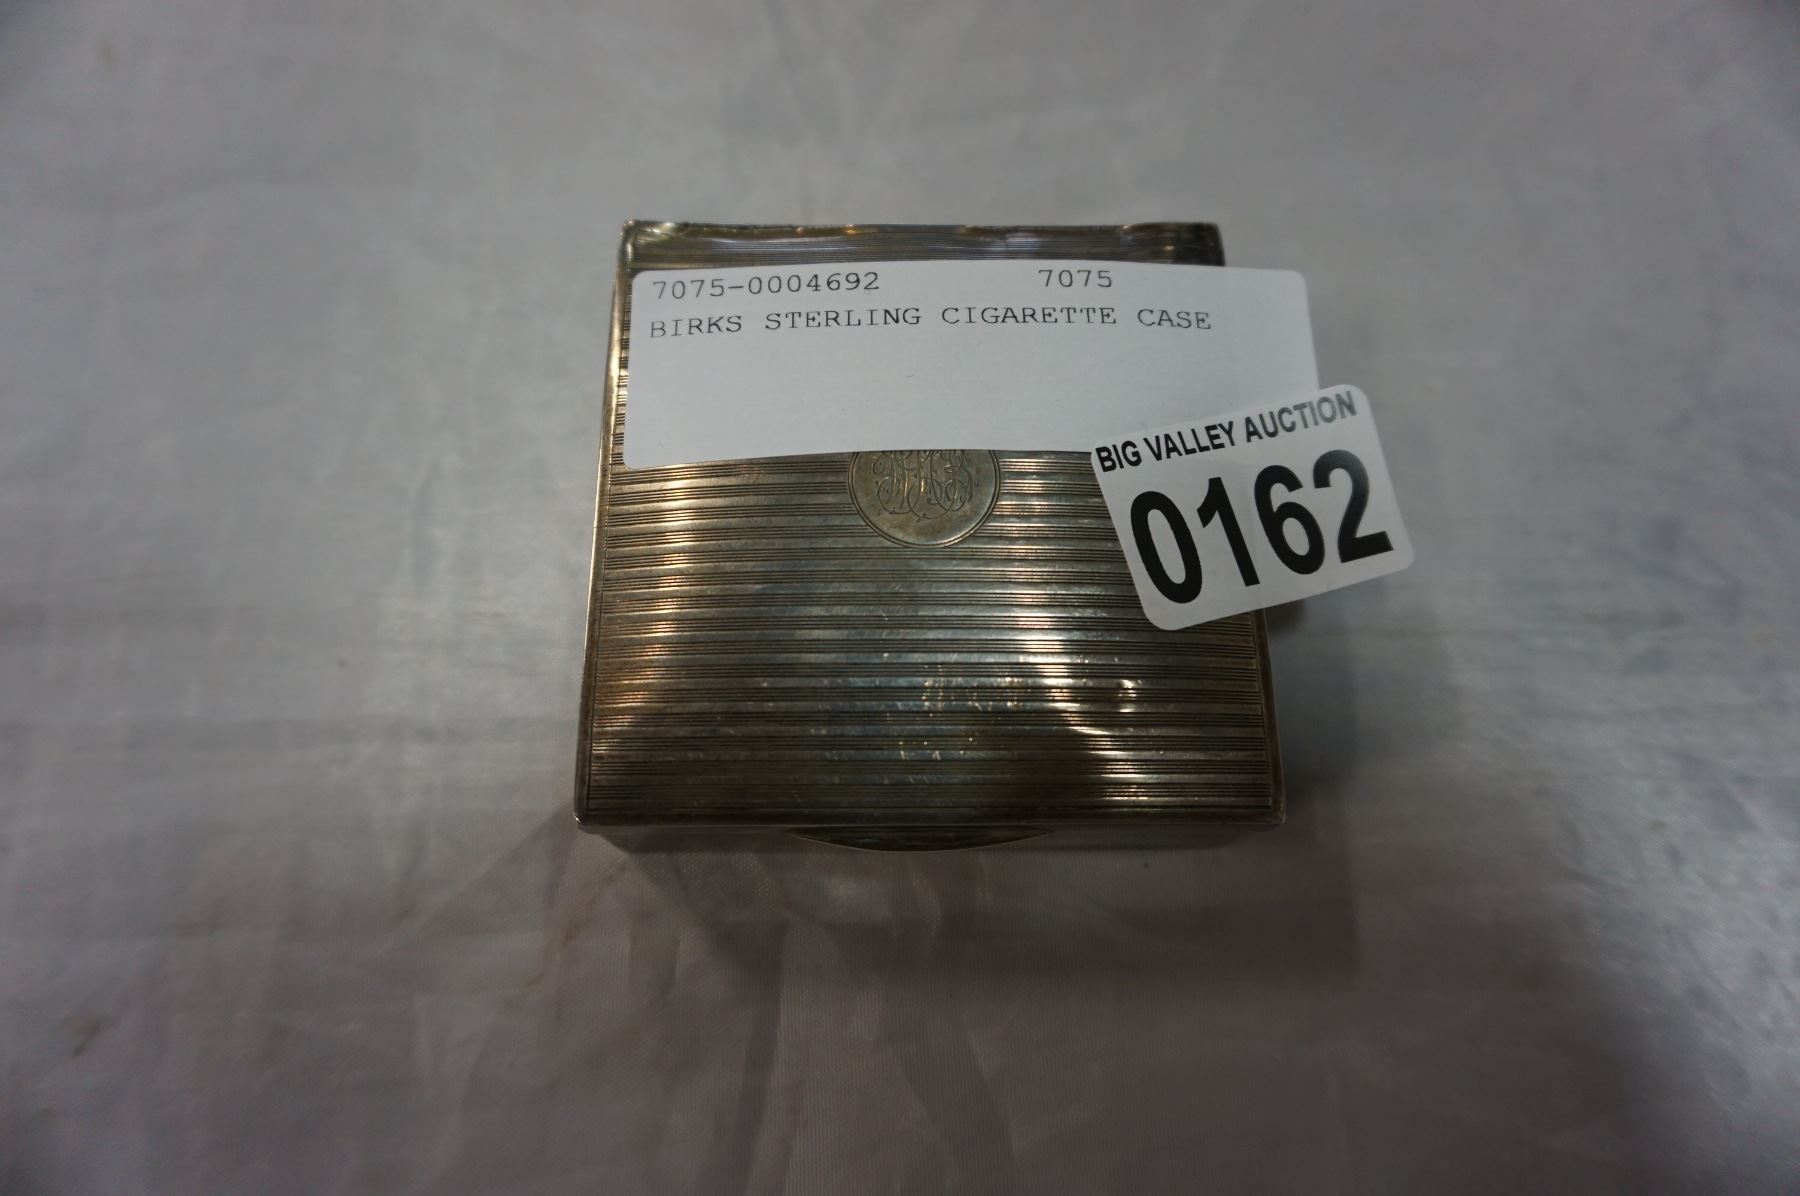 7075-0004692 7075
BIRKS STERLING CIGARETTE CASE
BIG VALLEY AUCTION
0162